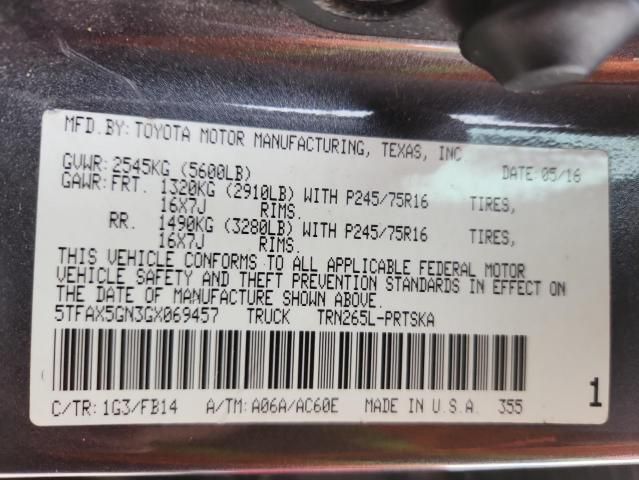 MFD.BY:TOYOTA MOTOR MANUFACTURING, TEXAS, INC
GVWR:2545KG (5600LB) DATE:05/16
GAWR:FRT. 1320KG (2910LB) WITH P245/75R16 TIRES,
16X7J RIMS.
RR. 1490KG (3280LB) WITH P245/75R16 TIRES,
16X7J RIMS.
THIS VEHICLE CONFORMS TO ALL APPLICABLE FEDERAL MOTOR
VEHICLE SAFETY AND THEFT PREVENTION STANDARDS IN EFFECT ON
THE DATE OF MANUFACTURE SHOWN ABOVE.
5TFAX5GN3GX069457 TRUCK TRN265L-PRTSKA
C/TR:1G3/FB14 A/TM:A06A/AC60E MADE IN U.S.A. 355 1